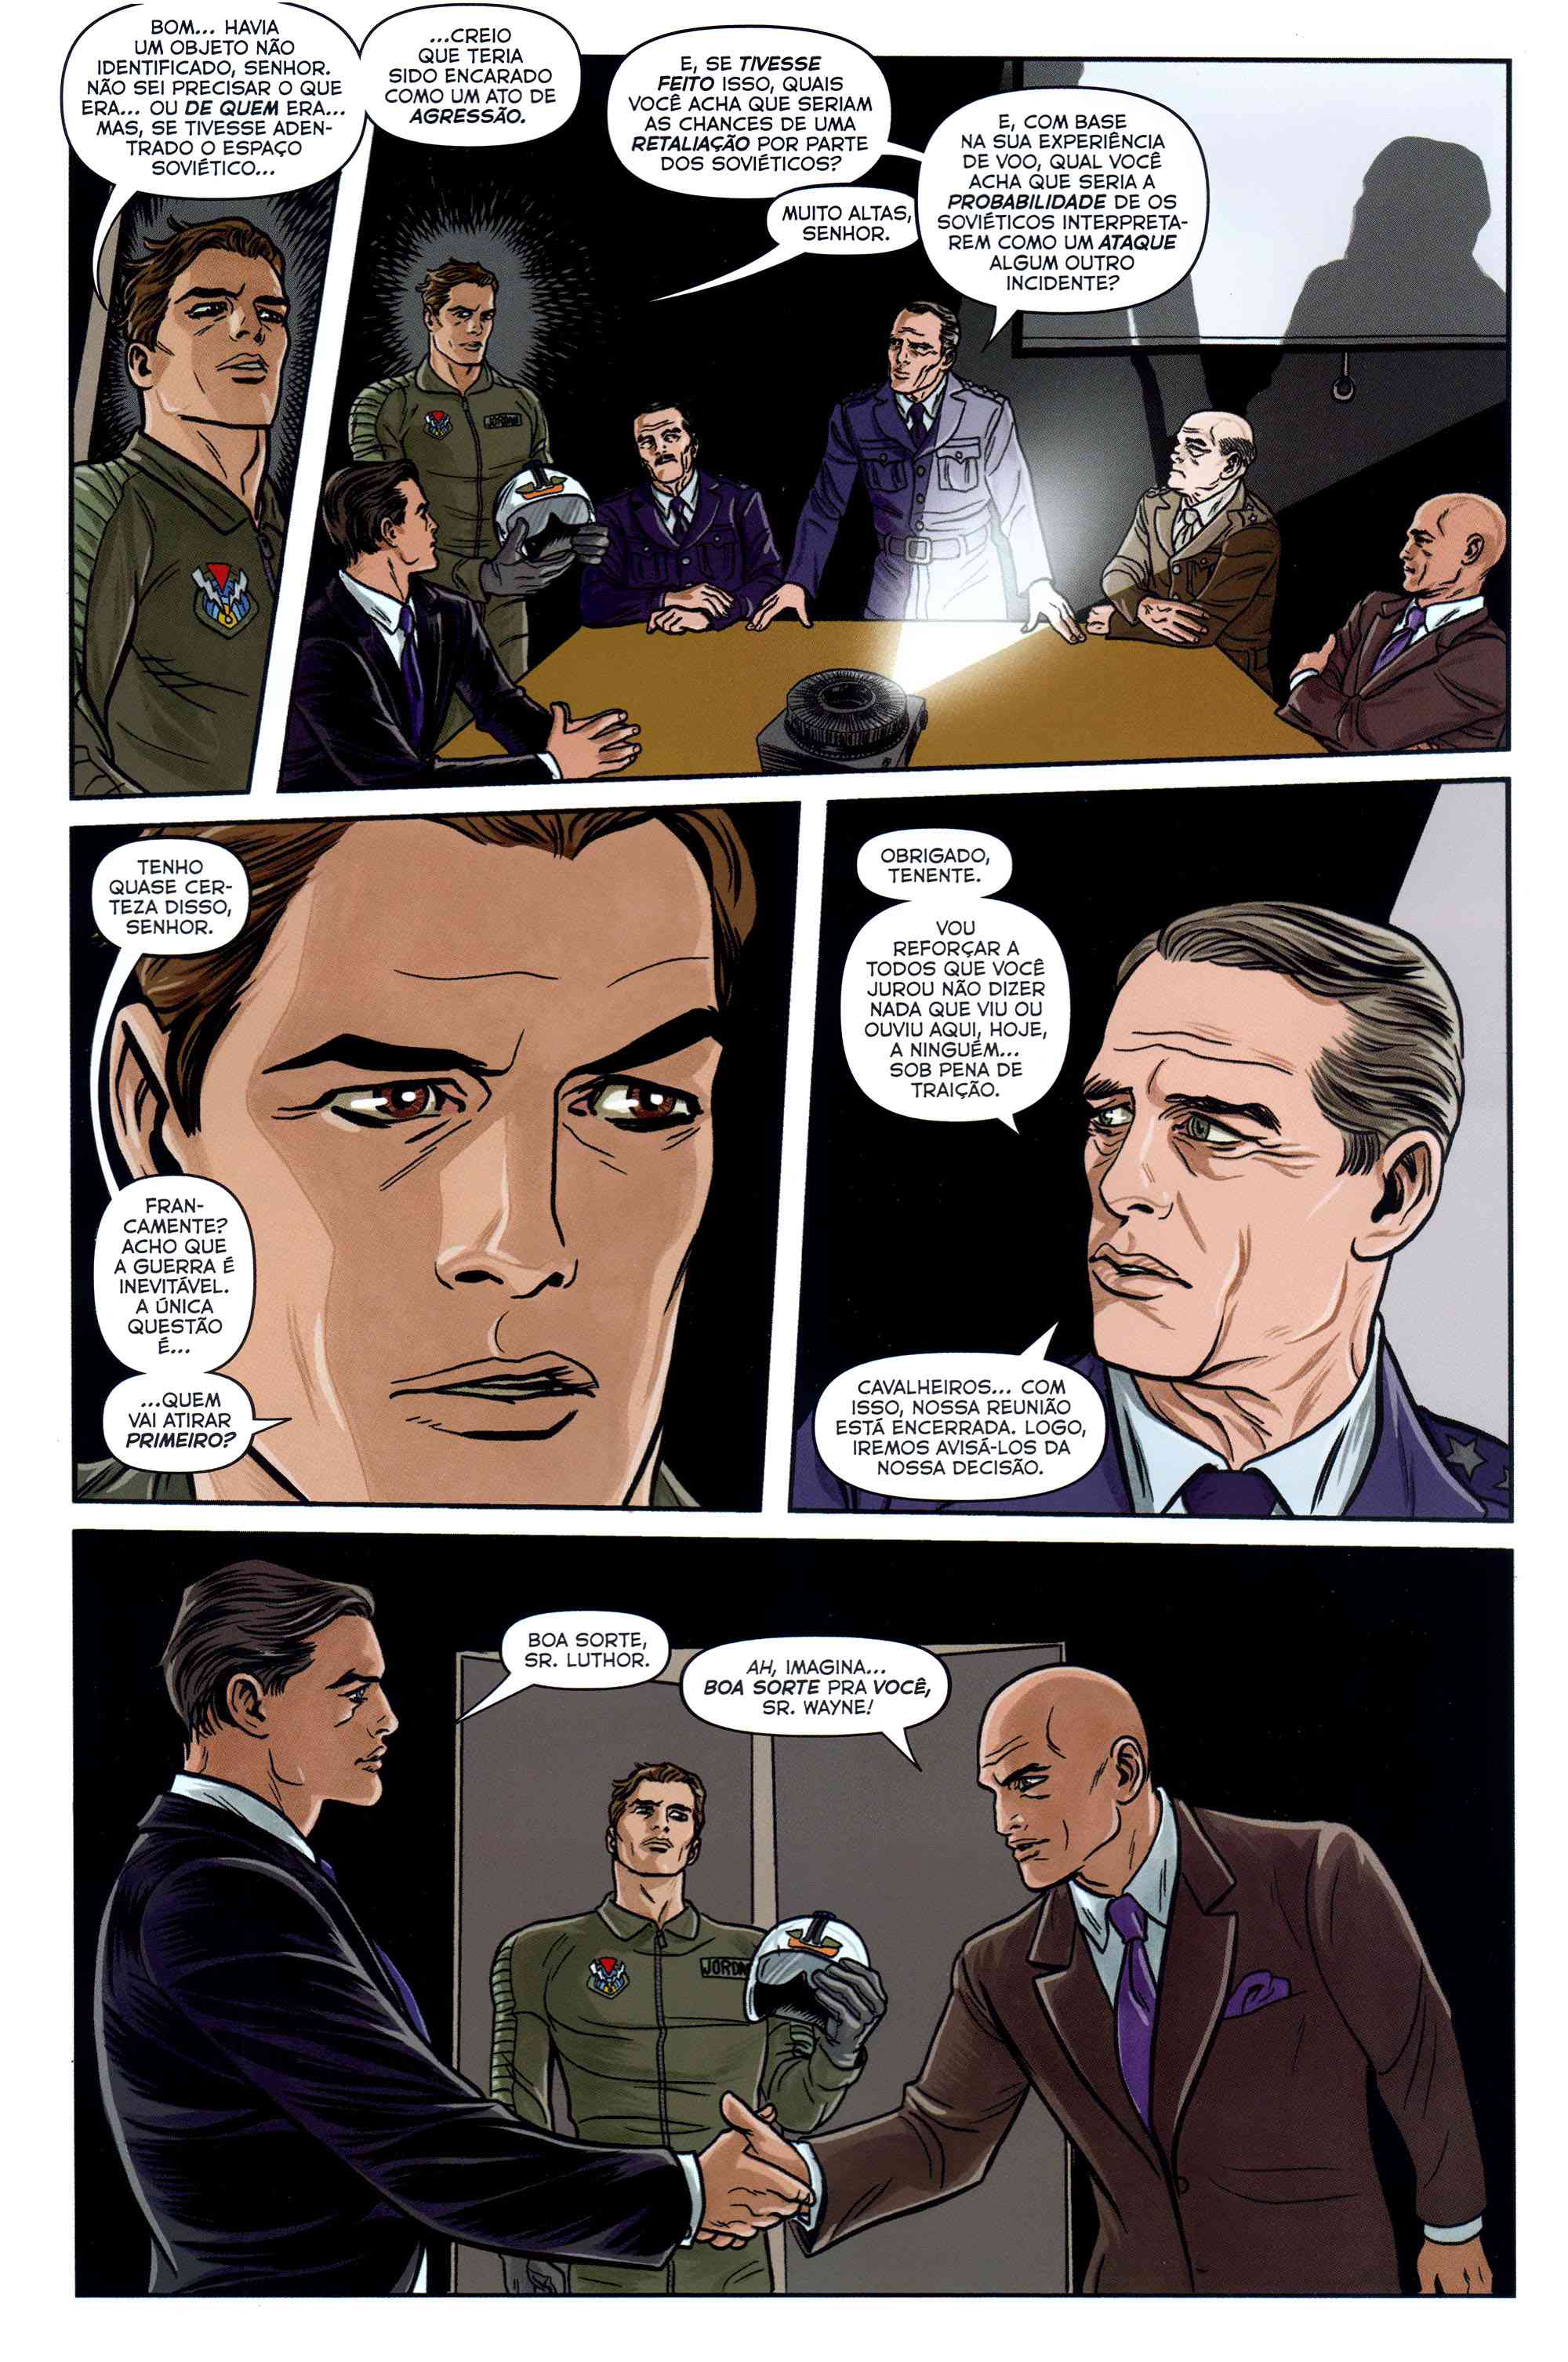 BOM... HAVIA
UM OBJETO NÃO
IDENTIFICADO, SENHOR.
NÃO SEI PRECISAR O QUE
ERA... OU DE QUEM ERA...
MAS, SE TIVESSE ADEN-
TRADO O ESPAÇO
SOVIÉTICO...
...CREIO
QUE TERIA
SIDO ENCARADO
COMO UM ATO DE
AGRESSÃO.
E, SE TIVESSE
FEITO ISSO, QUAIS
VOCÊ ACHA QUE SERIAM
AS CHANCES DE UMA
RETALIAÇÃO POR PARTE
DOS SOVIÉTICOS?
MUITO ALTAS,
SENHOR.
E, COM BASE
NA SUA EXPERIÊNCIA
DE VOO, QUAL VOCÊ
ACHA QUE SERIA A
PROBABILIDADE DE OS
SOVIÉTICOS INTERPRETA-
REM COMO UM ATAQUE
ALGUM OUTRO
INCIDENTE?
JORDAN
TENHO
QUASE CER-
TEZA DISSO,
SENHOR.
FRAN-
CAMENTE?
ACHO QUE
A GUERRA É
INEVITÁVEL.
A ÚNICA
QUESTÃO
É...
...QUEM
VAI ATIRAR
PRIMEIRO?
OBRIGADO,
TENENTE.
VOU
REFORÇAR A
TODOS QUE VOCÊ
JUROU NÃO DIZER
NADA QUE VIU OU
OUVIU AQUI, HOJE,
A NINGUÉM...
SOB PENA DE
TRAIÇÃO.
CAVALHEIROS... COM
ISSO, NOSSA REUNIÃO
ESTÁ ENCERRADA. LOGO,
IREMOS AVISÁ-LOS DA
NOSSA DECISÃO.
BOA SORTE,
SR. LUTHOR.
AH, IMAGINA...
BOA SORTE PRA VOCÊ,
SR. WAYNE!
JORDA